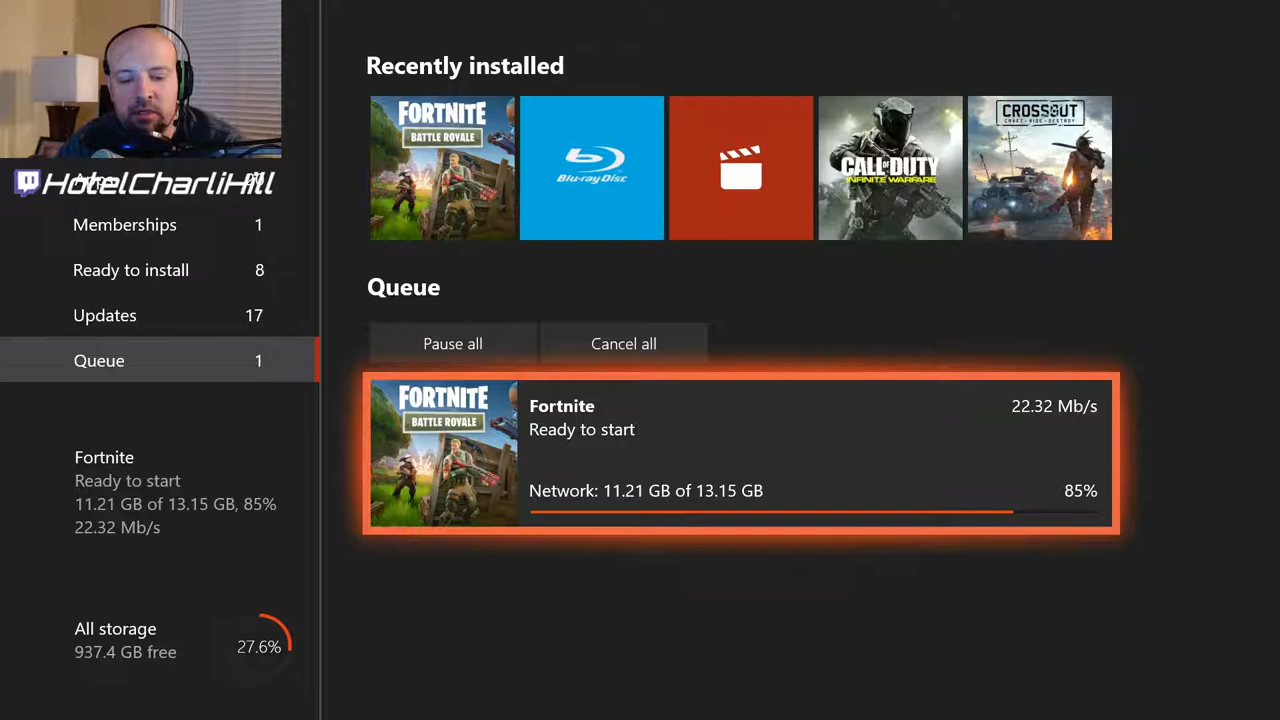 HotelCharliHill
Memberships 1
Ready to install 8
Updates 17
Queue 1
Fortnite
Ready to start
11.21 GB of 13.15 GB, 85%
22.32 Mb/s
All storage
937.4 GB free
27.6%
Recently installed
FORTNITE
BATTLE ROYALE
Blu-ray Disc
CALL OF DUTY
INFINITE WARFARE
CROSSOUT
CRAFT • RIDE • DESTROY
Queue
Pause all
Cancel all
FORTNITE
BATTLE ROYALE
Fortnite
22.32 Mb/s
Ready to start
Network: 11.21 GB of 13.15 GB
85%